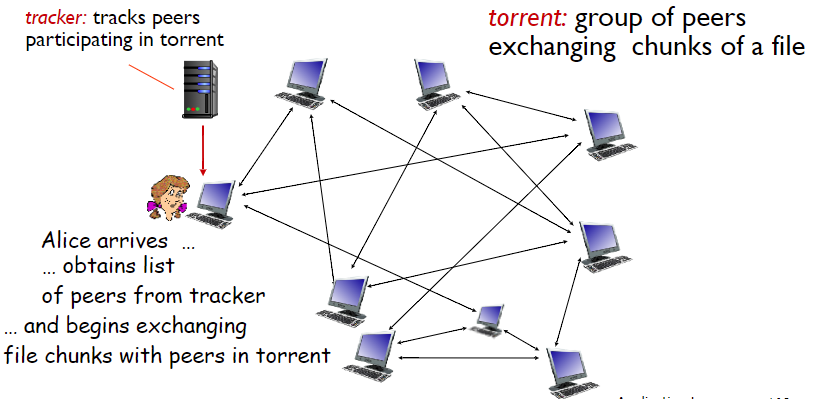 tracker: tracks peers
participating in torrent
torrent: group of peers
exchanging chunks of a file
Alice arrives …
… obtains list
of peers from tracker
… and begins exchanging
file chunks with peers in torrent